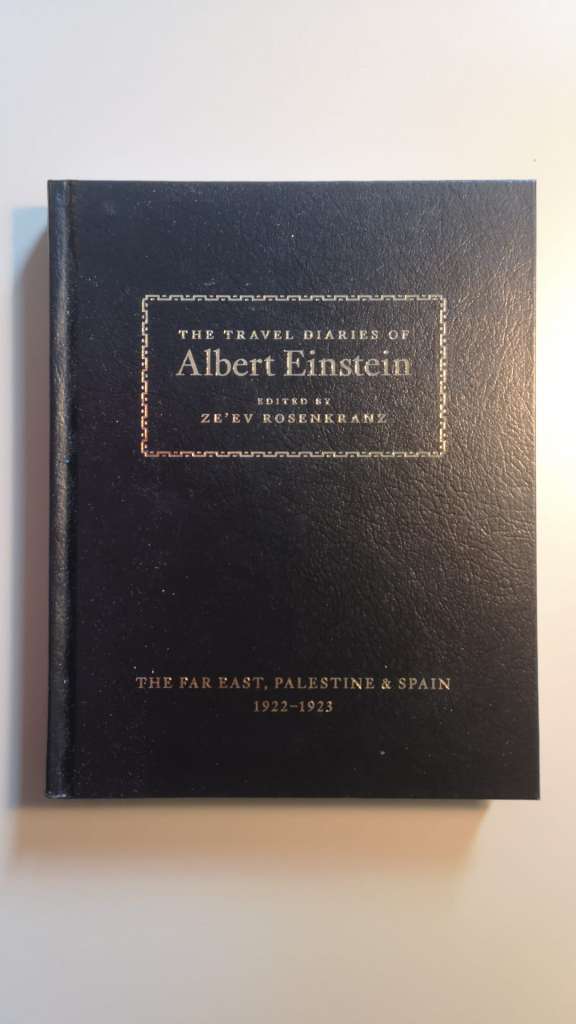 THE TRAVEL DIARIES OF
Albert Einstein
EDITED BY
ZE'EV ROSENKRANZ
THE FAR EAST, PALESTINE & SPAIN
1922–1923